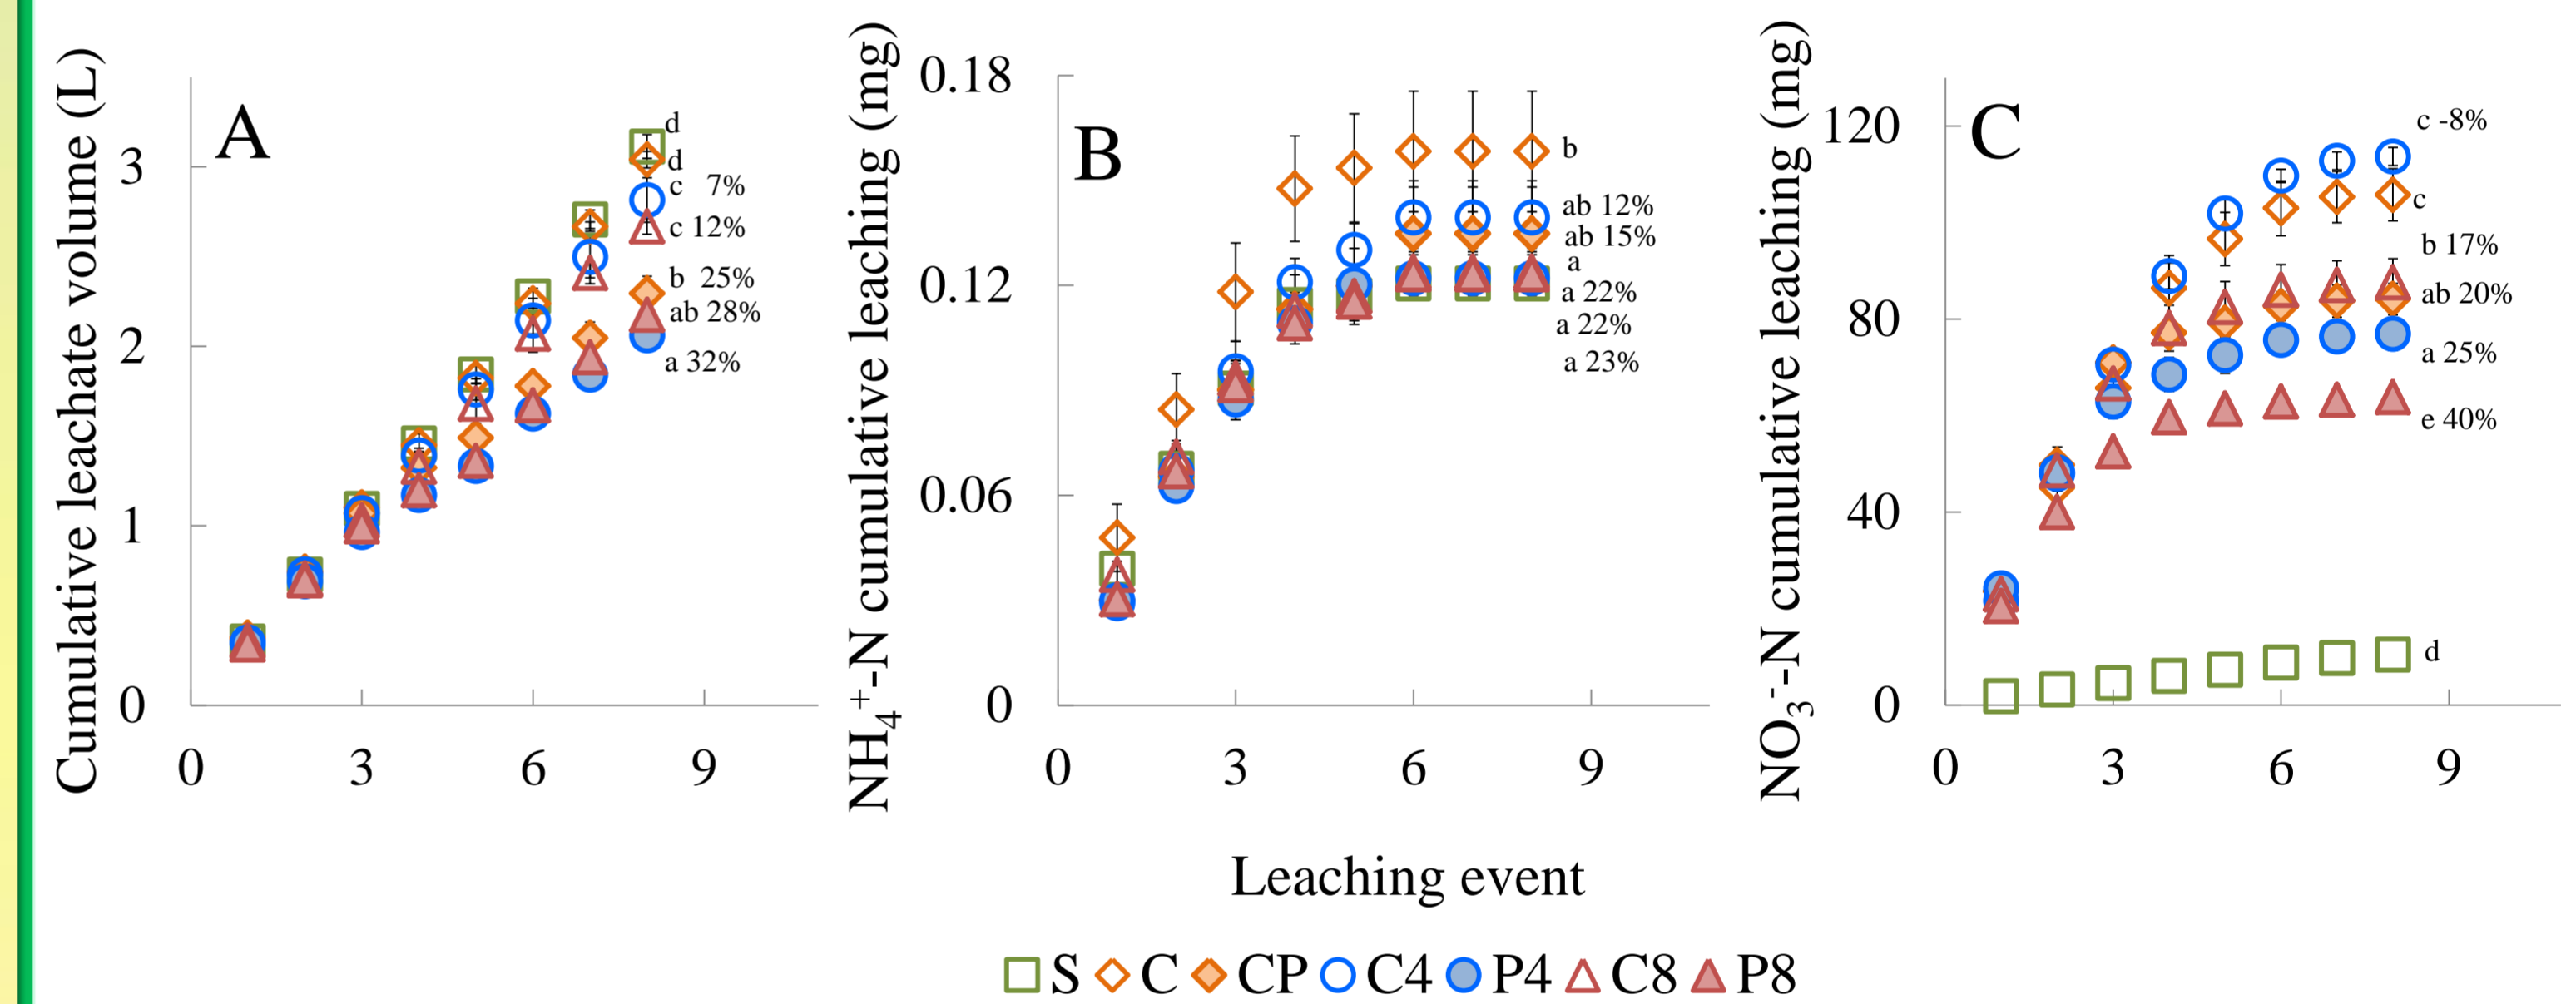 Cumulative leachate volume (L)
A
3
2
1
0
0 3 6 9
d
d
c 7%
c 12%
b 25%
ab 28%
a 32%
NH4+-N cumulative leaching (mg)
B
0.18
0.12
0.06
0
0 3 6 9
b
ab 12%
ab 15%
a
a 22%
a 22%
a 23%
NO3--N cumulative leaching (mg)
C
120
80
40
0
0 3 6 9
c -8%
c
b 17%
ab 20%
a 25%
e 40%
d
Leaching event
S C CP C4 P4 C8 P8